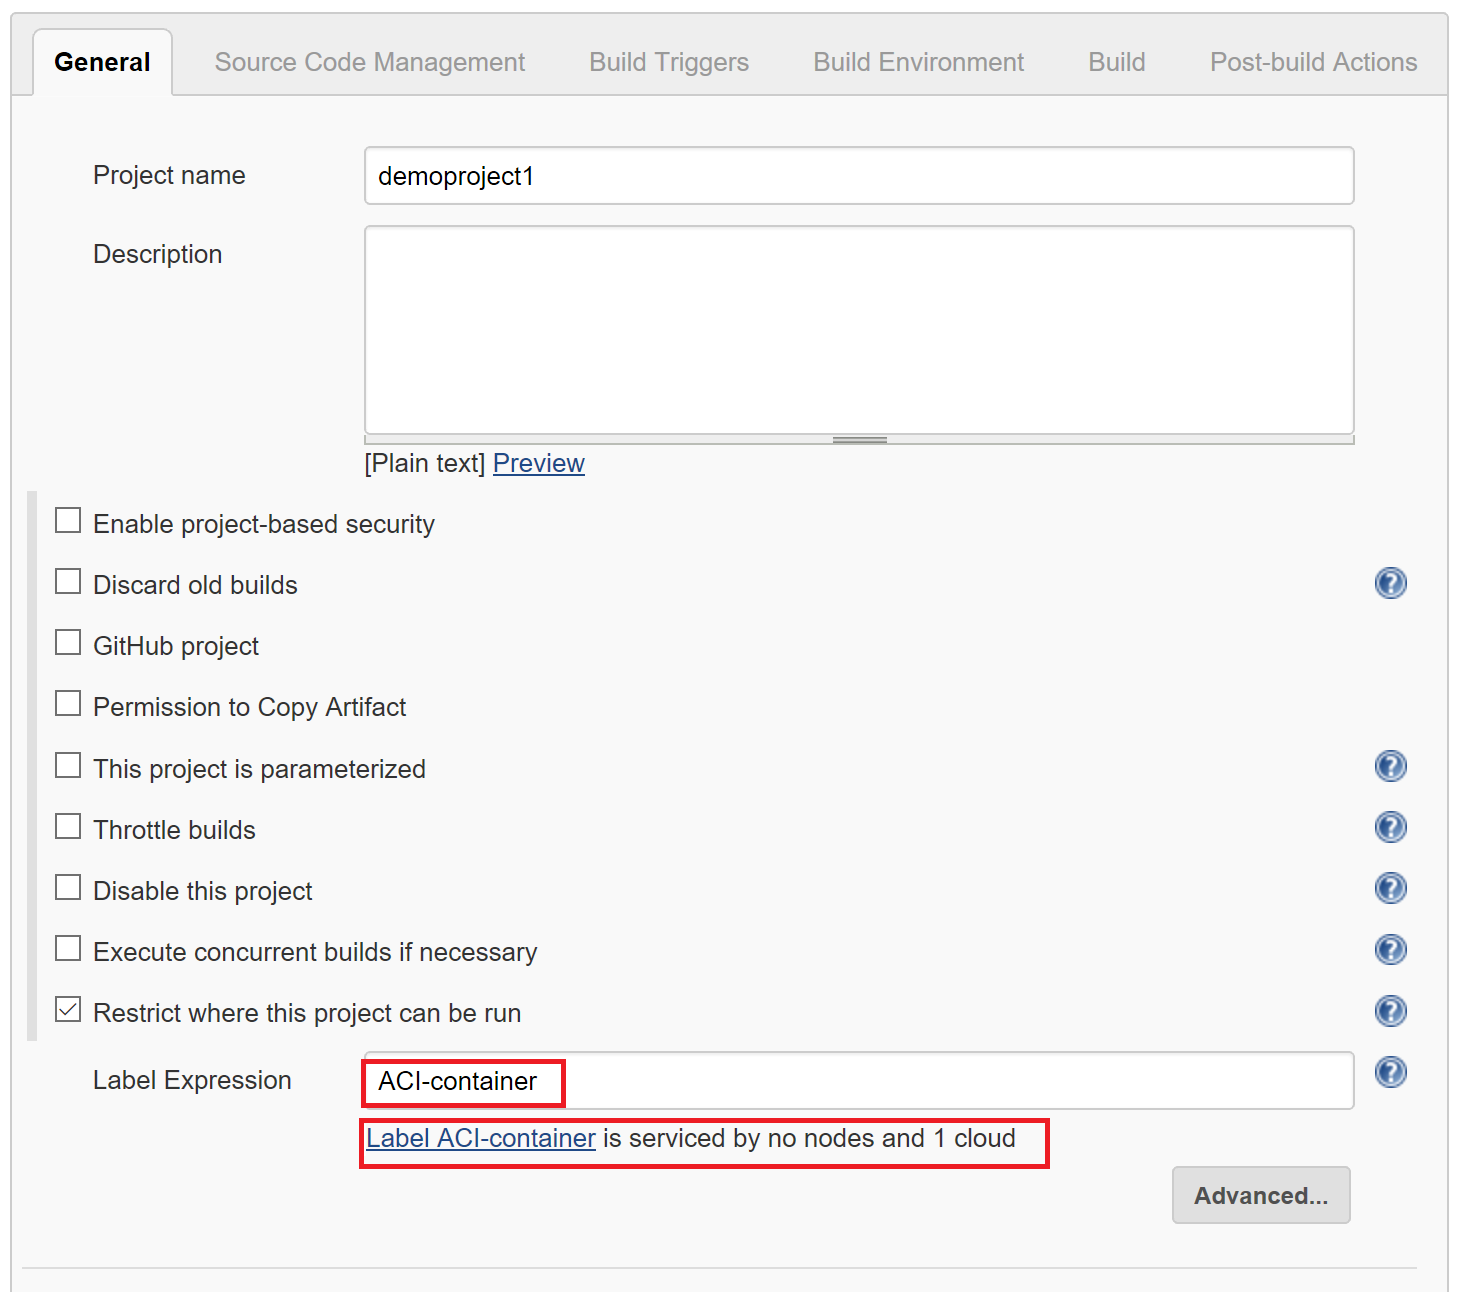 General Source Code Management Build Triggers Build Environment Build Post-build Actions
Project name demoproject1
Description
[Plain text] Preview
Enable project-based security
Discard old builds ?
GitHub project
Permission to Copy Artifact
This project is parameterized ?
Throttle builds ?
Disable this project ?
Execute concurrent builds if necessary ?
Restrict where this project can be run ?
Label Expression ACI-container ?
Label ACI-container is serviced by no nodes and 1 cloud
Advanced...